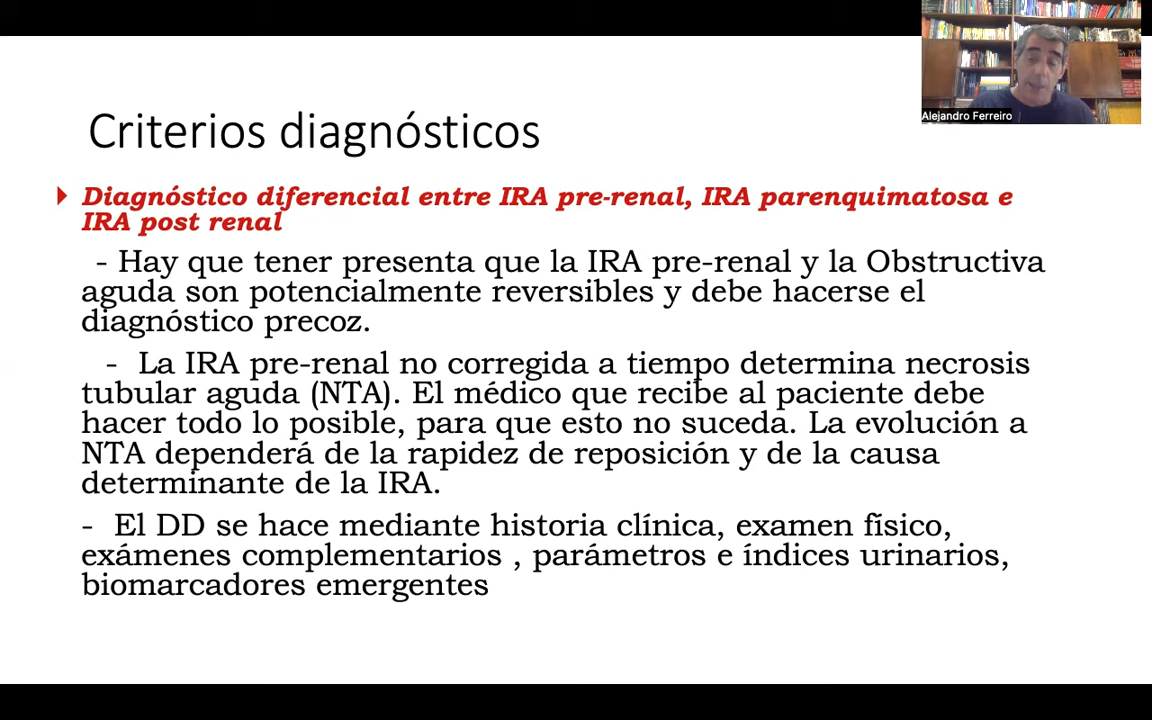 Alejandro Ferreiro
Criterios diagnósticos
Diagnóstico diferencial entre IRA pre-renal, IRA parenquimatosa e
IRA post renal
- Hay que tener presenta que la IRA pre-renal y la Obstructiva
aguda son potencialmente reversibles y debe hacerse el
diagnóstico precoz.
- La IRA pre-renal no corregida a tiempo determina necrosis
tubular aguda (NTA). El médico que recibe al paciente debe
hacer todo lo posible, para que esto no suceda. La evolución a
NTA dependerá de la rapidez de reposición y de la causa
determinante de la IRA.
- El DD se hace mediante historia clínica, examen físico,
exámenes complementarios , parámetros e índices urinarios,
biomarcadores emergentes